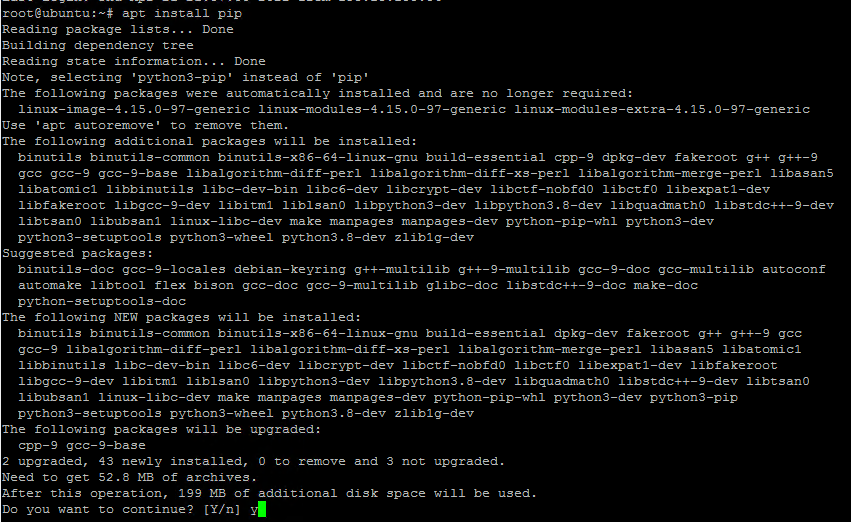 root@ubuntu:~# apt install pip
Reading package lists... Done
Building dependency tree
Reading state information... Done
Note, selecting 'python3-pip' instead of 'pip'
The following packages were automatically installed and are no longer required:
  linux-image-4.15.0-97-generic linux-modules-4.15.0-97-generic linux-modules-extra-4.15.0-97-generic
Use 'apt autoremove' to remove them.
The following additional packages will be installed:
  binutils binutils-common binutils-x86-64-linux-gnu build-essential cpp-9 dpkg-dev fakeroot g++ g++-9
  gcc gcc-9 gcc-9-base libalgorithm-diff-perl libalgorithm-diff-xs-perl libalgorithm-merge-perl libasan5
  libatomic1 libbinutils libc-dev-bin libc6-dev libcrypt-dev libctf-nobfd0 libctf0 libexpat1-dev
  libfakeroot libgcc-9-dev libitm1 liblsan0 libpython3-dev libpython3.8-dev libquadmath0 libstdc++-9-dev
  libtsan0 libubsan1 linux-libc-dev make manpages manpages-dev python-pip-whl python3-dev
  python3-setuptools python3-wheel python3.8-dev zlib1g-dev
Suggested packages:
  binutils-doc gcc-9-locales debian-keyring g++-multilib g++-9-multilib gcc-9-doc gcc-multilib autoconf
  automake libtool flex bison gcc-doc gcc-9-multilib glibc-doc libstdc++-9-doc make-doc
  python-setuptools-doc
The following NEW packages will be installed:
  binutils binutils-common binutils-x86-64-linux-gnu build-essential dpkg-dev fakeroot g++ g++-9 gcc
  gcc-9 libalgorithm-diff-perl libalgorithm-diff-xs-perl libalgorithm-merge-perl libasan5 libatomic1
  libbinutils libc-dev-bin libc6-dev libcrypt-dev libctf-nobfd0 libctf0 libexpat1-dev libfakeroot
  libgcc-9-dev libitm1 liblsan0 libpython3-dev libpython3.8-dev libquadmath0 libstdc++-9-dev libtsan0
  libubsan1 linux-libc-dev make manpages manpages-dev python-pip-whl python3-dev python3-pip
  python3-setuptools python3-wheel python3.8-dev zlib1g-dev
The following packages will be upgraded:
  cpp-9 gcc-9-base
2 upgraded, 43 newly installed, 0 to remove and 3 not upgraded.
Need to get 52.8 MB of archives.
After this operation, 199 MB of additional disk space will be used.
Do you want to continue? [Y/n] y